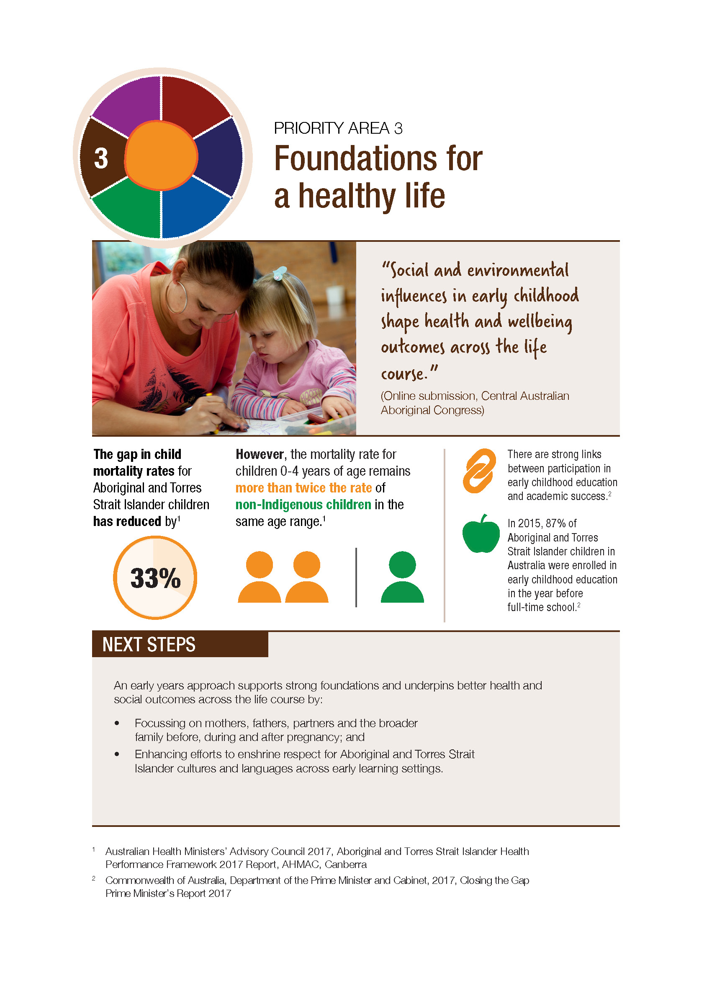 3
PRIORITY AREA 3
Foundations for
a healthy life
“Social and environmental
influences in early childhood
shape health and wellbeing
outcomes across the life
course.”
(Online submission, Central Australian
Aboriginal Congress)
The gap in child
mortality rates for
Aboriginal and Torres
Strait Islander children
has reduced by¹
33%
However, the mortality rate for
children 0-4 years of age remains
more than twice the rate of
non-Indigenous children in the
same age range.¹
There are strong links
between participation in
early childhood education
and academic success.²
In 2015, 87% of
Aboriginal and Torres
Strait Islander children in
Australia were enrolled in
early childhood education
in the year before
full-time school.²
NEXT STEPS
An early years approach supports strong foundations and underpins better health and
social outcomes across the life course by:
• Focussing on mothers, fathers, partners and the broader
family before, during and after pregnancy; and
• Enhancing efforts to enshrine respect for Aboriginal and Torres Strait
Islander cultures and languages across early learning settings.
¹ Australian Health Ministers’ Advisory Council 2017, Aboriginal and Torres Strait Islander Health
Performance Framework 2017 Report, AHMAC, Canberra
² Commonwealth of Australia, Department of the Prime Minister and Cabinet, 2017, Closing the Gap
Prime Minister’s Report 2017